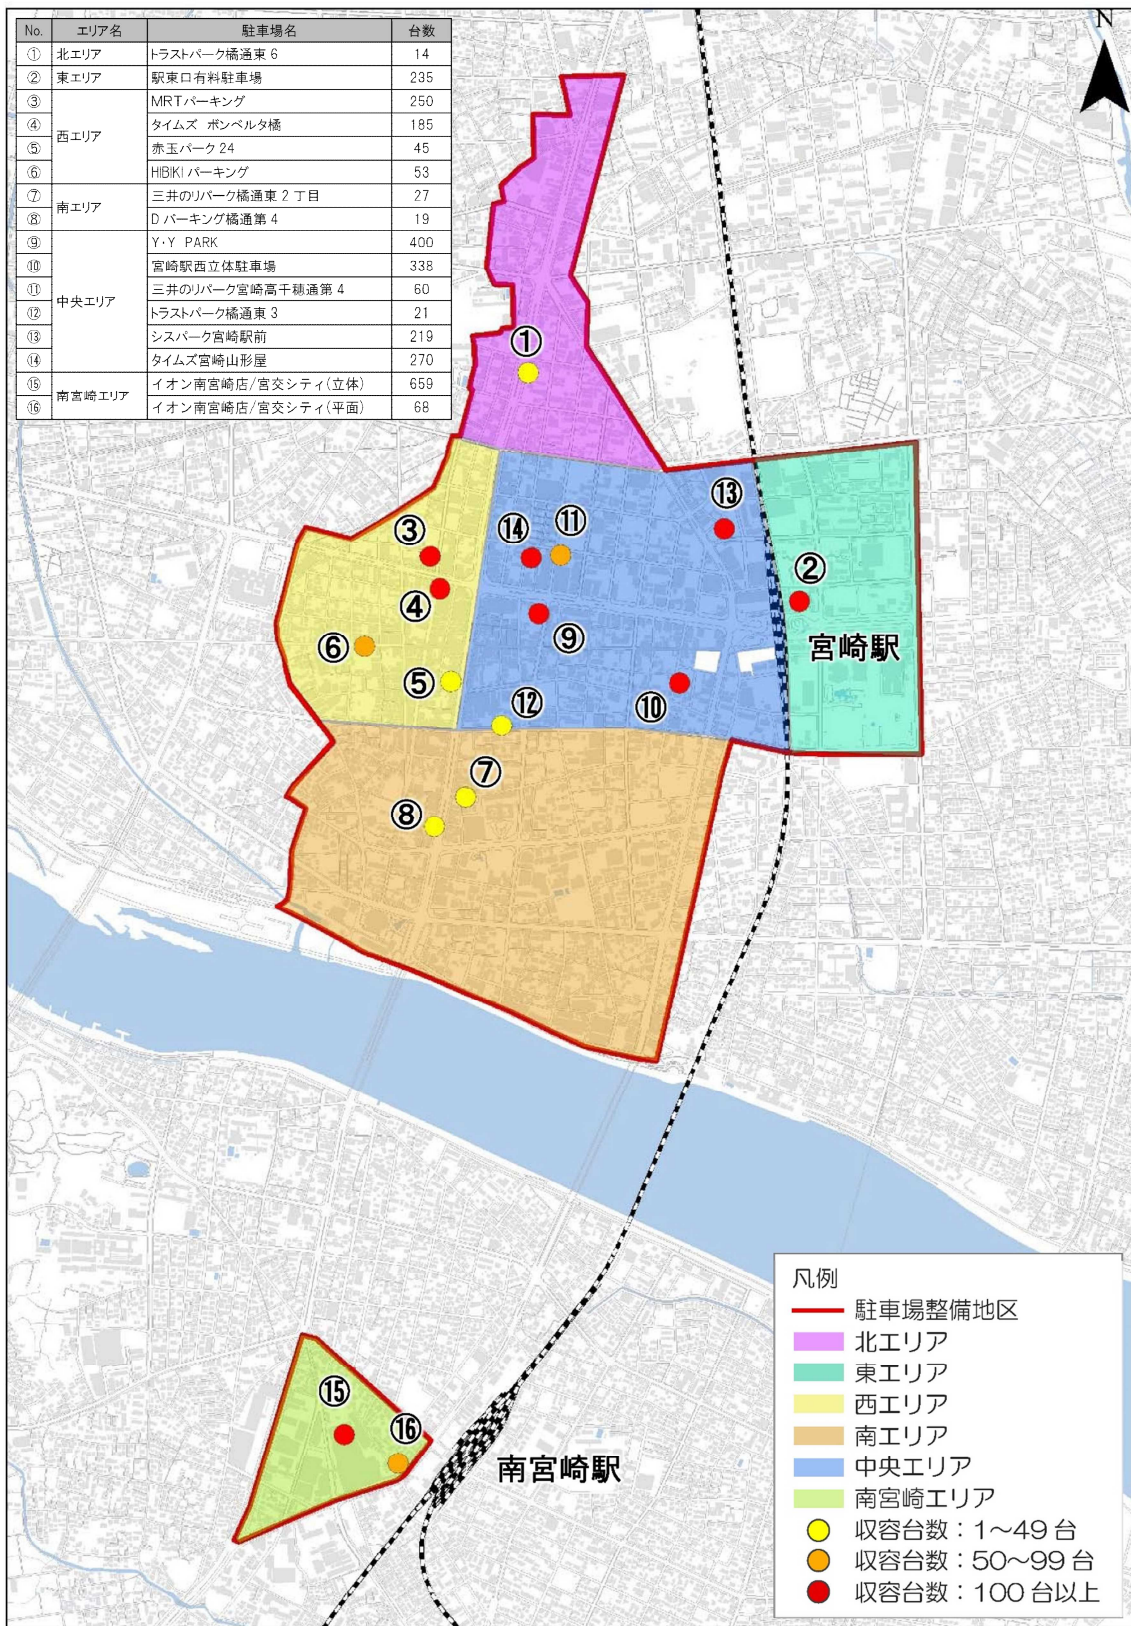 N
No. エリア名 駐車場名 台数
① 北エリア トラストパーク橘通東6 14
② 東エリア 駅東口有料駐車場 235
③ 西エリア MRTパーキング 250
④ タイムズ ボンベルタ橘 185
⑤ 赤玉パーク24 45
⑥ HIBIKIパーキング 53
⑦ 南エリア 三井のリパーク橘通東2丁目 27
⑧ Dパーキング橘通第4 19
⑨ 中央エリア Y・Y PARK 400
⑩ 宮崎駅西立体駐車場 338
⑪ 三井のリパーク宮崎高千穂通第4 60
⑫ トラストパーク橘通東3 21
⑬ シスパーク宮崎駅前 219
⑭ タイムズ宮崎山形屋 270
⑮ 南宮崎エリア イオン南宮崎店/宮交シティ(立体) 659
⑯ イオン南宮崎店/宮交シティ(平面) 68
①
⑬
③
⑭
⑪
②
④
⑨
⑥
宮崎駅
⑤
⑫
⑩
⑦
⑧
⑮
⑯
南宮崎駅
凡例
駐車場整備地区
北エリア
東エリア
西エリア
南エリア
中央エリア
南宮崎エリア
収容台数：1～49台
収容台数：50～99台
収容台数：100台以上